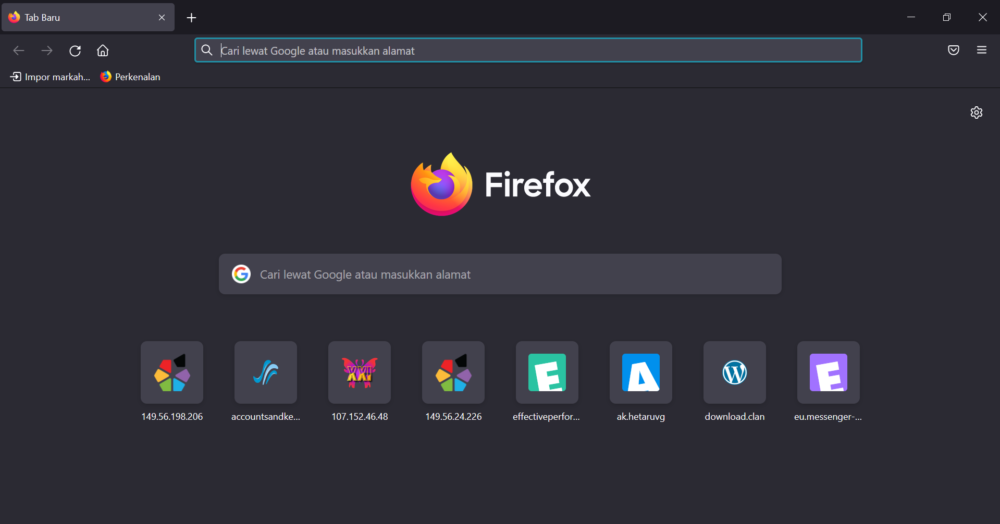 Tab Baru
Cari lewat Google atau masukkan alamat
Impor markah... Perkenalan
Firefox
Cari lewat Google atau masukkan alamat
XXI E A W E
149.56.198.206 accountsandke... 107.152.46.48 149.56.24.226 effectiveperfor... ak.hetaruvg download.clan eu.messenger-...